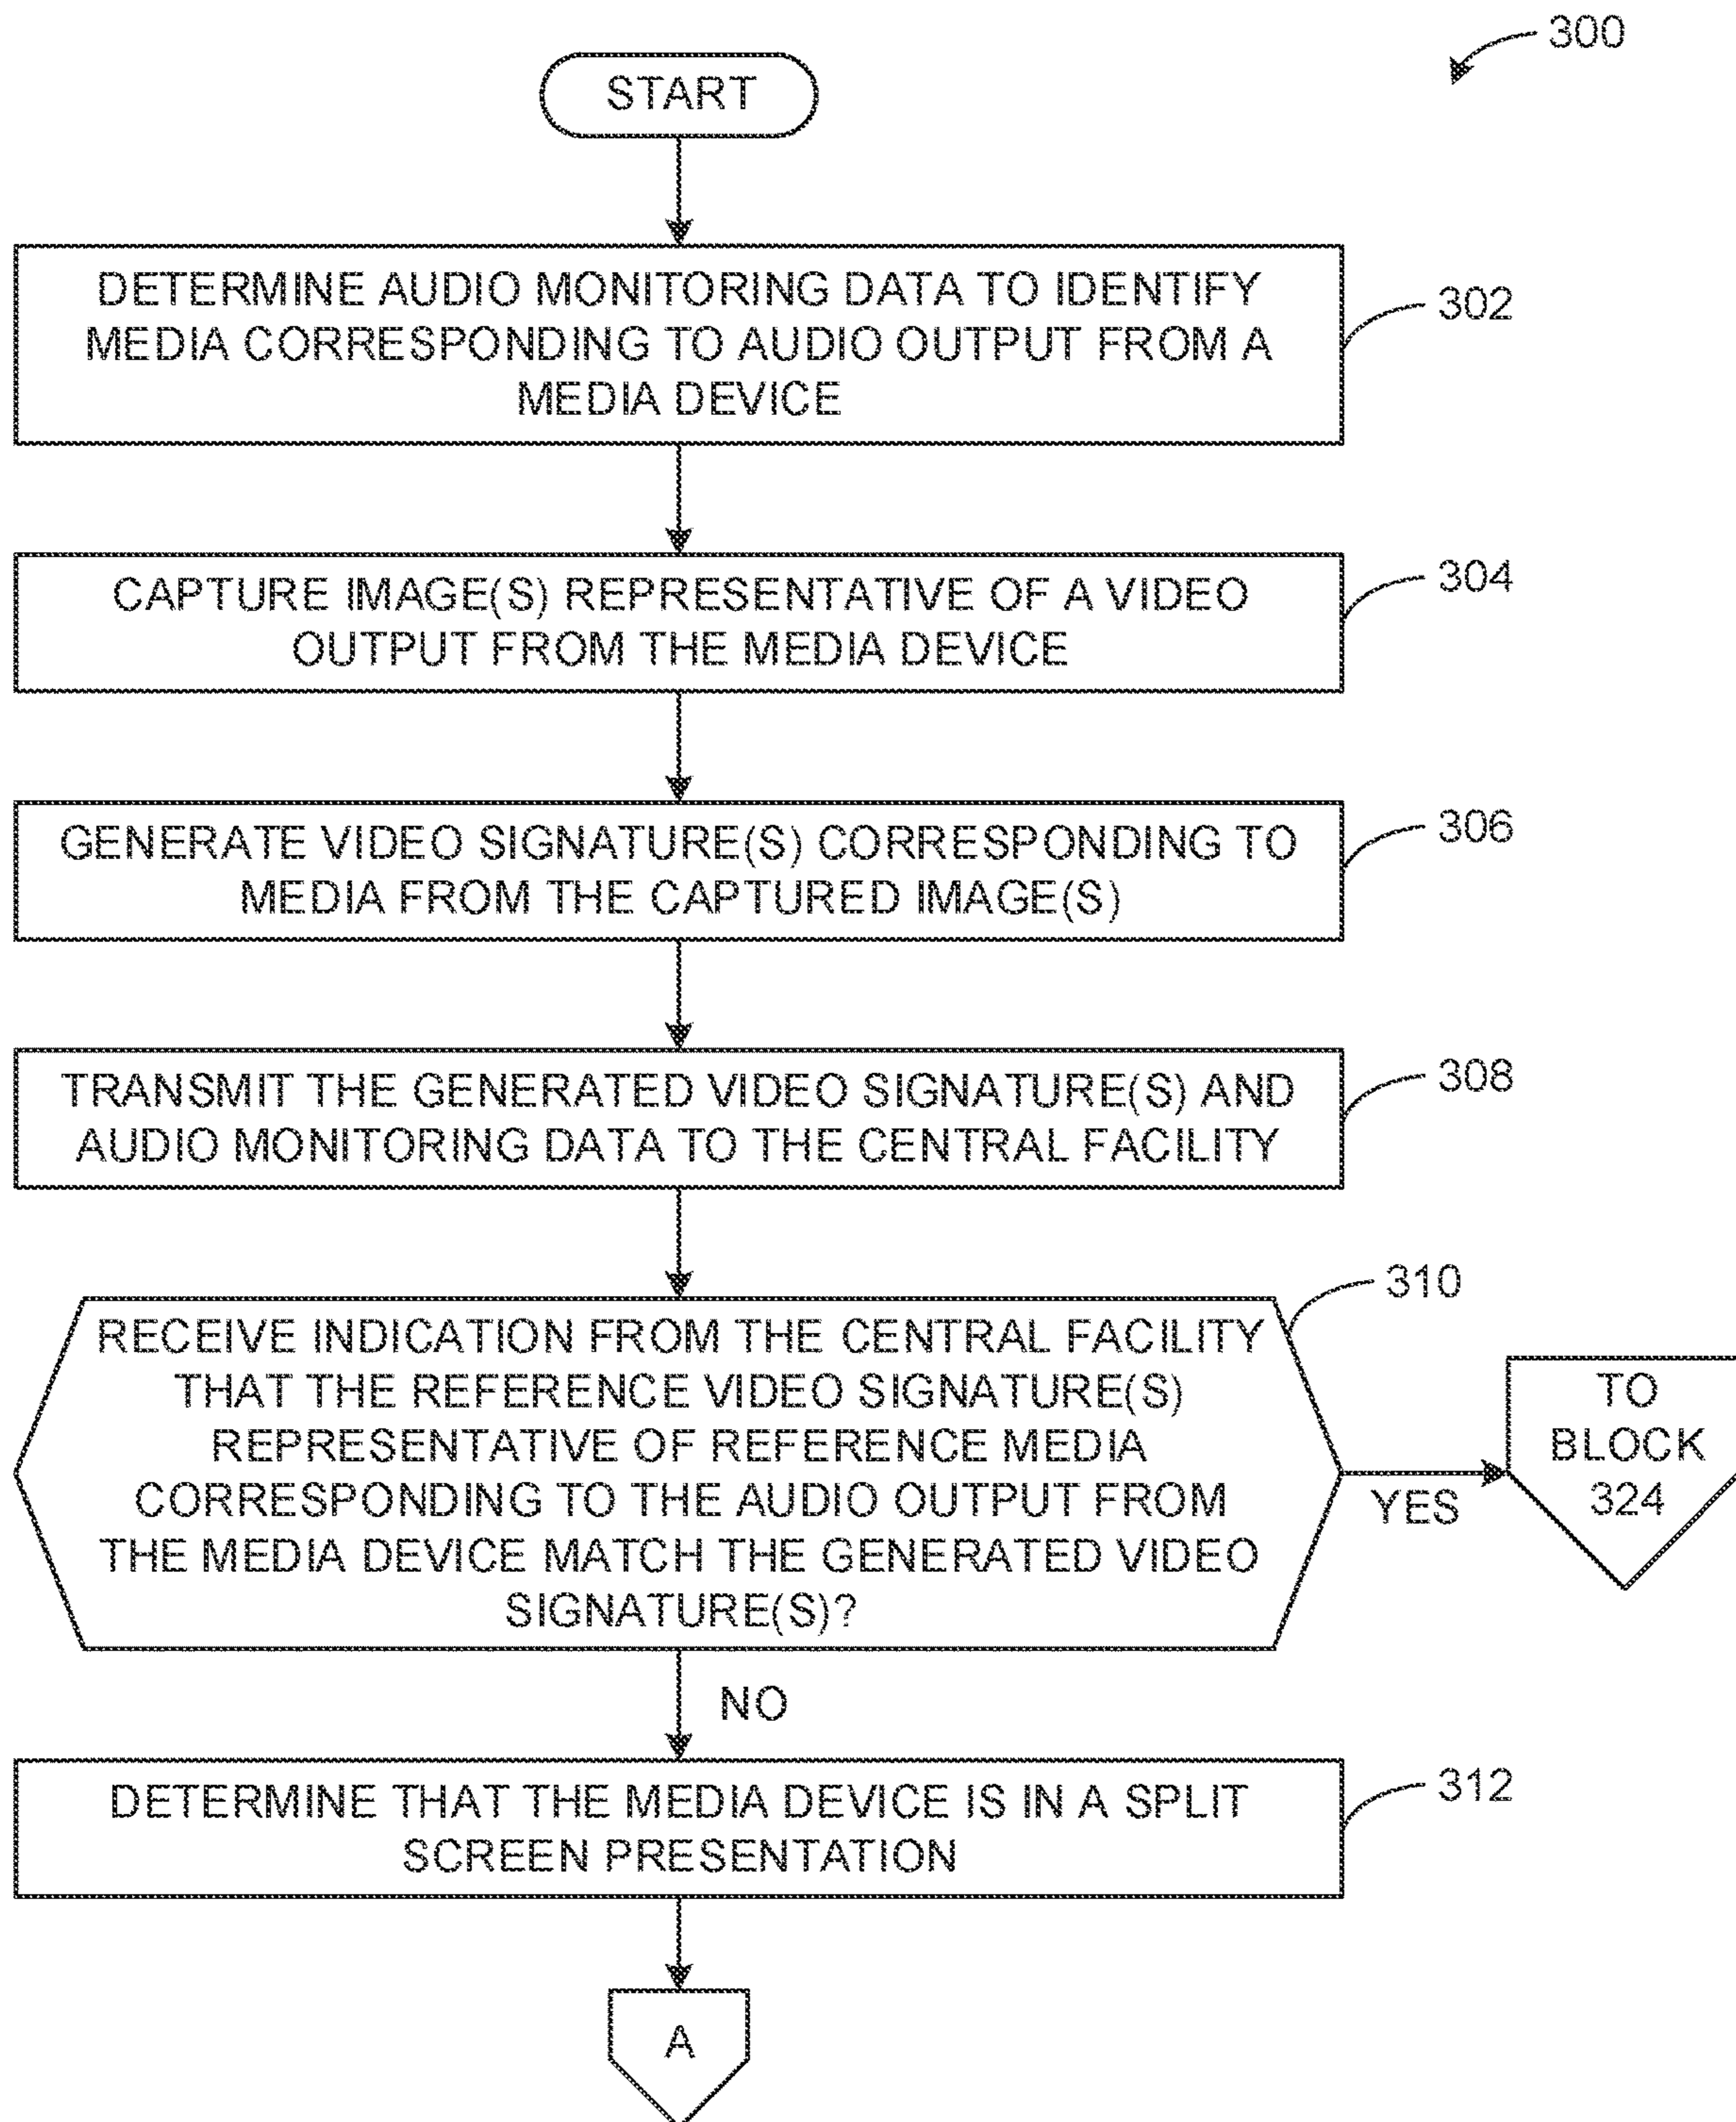 300
START
DETERMINE AUDIO MONITORING DATA TO IDENTIFY
MEDIA CORRESPONDING TO AUDIO OUTPUT FROM A
MEDIA DEVICE
302
CAPTURE IMAGE(S) REPRESENTATIVE OF A VIDEO
OUTPUT FROM THE MEDIA DEVICE
304
GENERATE VIDEO SIGNATURE(S) CORRESPONDING TO
MEDIA FROM THE CAPTURED IMAGE(S)
306
TRANSMIT THE GENERATED VIDEO SIGNATURE(S) AND
AUDIO MONITORING DATA TO THE CENTRAL FACILITY
308
RECEIVE INDICATION FROM THE CENTRAL FACILITY
THAT THE REFERENCE VIDEO SIGNATURE(S)
REPRESENTATIVE OF REFERENCE MEDIA
CORRESPONDING TO THE AUDIO OUTPUT FROM
THE MEDIA DEVICE MATCH THE GENERATED VIDEO
SIGNATURE(S)?
310
YES
TO
BLOCK
324
NO
DETERMINE THAT THE MEDIA DEVICE IS IN A SPLIT
SCREEN PRESENTATION
312
A